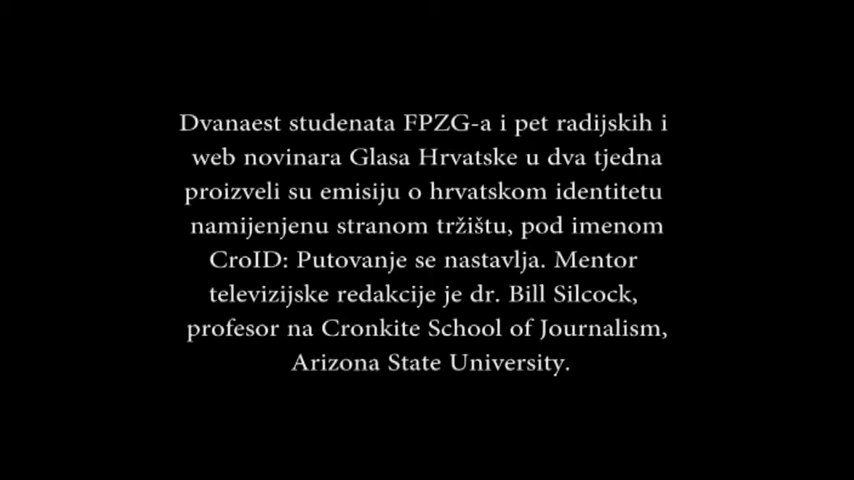 Dvanaest studenata FPZG-a i pet radijskih i
web novinara Glasa Hrvatske u dva tjedna
proizveli su emisiju o hrvatskom identitetu
namijenjenu stranom tržištu, pod imenom
CroID: Putovanje se nastavlja. Mentor
televizijske redakcije je dr. Bill Silcock,
profesor na Cronkite School of Journalism,
Arizona State University.